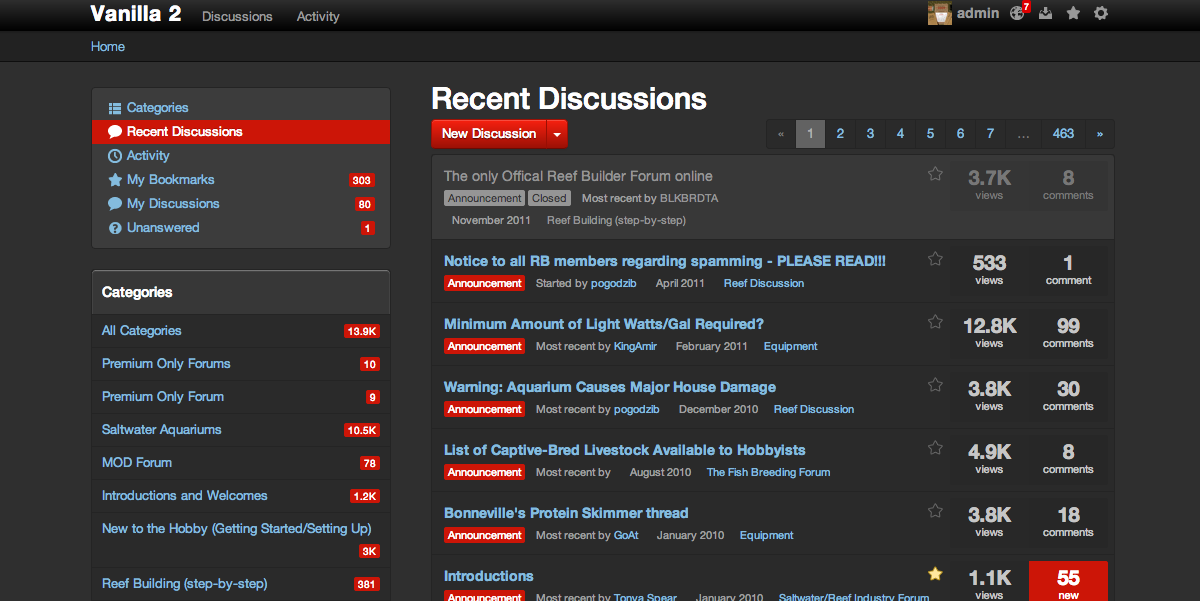 Vanilla 2 Discussions Activity admin 7
Home
Categories
Recent Discussions
Activity
My Bookmarks 303
My Discussions 80
Unanswered 1
Categories
All Categories 13.9K
Premium Only Forums 10
Premium Only Forum 9
Saltwater Aquariums 10.5K
MOD Forum 78
Introductions and Welcomes 1.2K
New to the Hobby (Getting Started/Setting Up)
3K
Reef Building (step-by-step) 381
Recent Discussions
New Discussion
« 1 2 3 4 5 6 7 … 463 »
The only Offical Reef Builder Forum online
Announcement Closed Most recent by BLKBRDTA
November 2011 Reef Building (step-by-step)
3.7K 8
views comments
Notice to all RB members regarding spamming - PLEASE READ!!!
Announcement Started by pogodzib April 2011 Reef Discussion
533 1
views comment
Minimum Amount of Light Watts/Gal Required?
Announcement Most recent by KingAmir February 2011 Equipment
12.8K 99
views comments
Warning: Aquarium Causes Major House Damage
Announcement Most recent by pogodzib December 2010 Reef Discussion
3.8K 30
views comments
List of Captive-Bred Livestock Available to Hobbyists
Announcement Most recent by August 2010 The Fish Breeding Forum
4.9K 8
views comments
Bonneville's Protein Skimmer thread
Announcement Most recent by GoAt January 2010 Equipment
3.8K 18
views comments
Introductions
Announcement Most recent by Tonya Spear January 2010 Saltwater/Reef Industry Forum
1.1K 55
views new